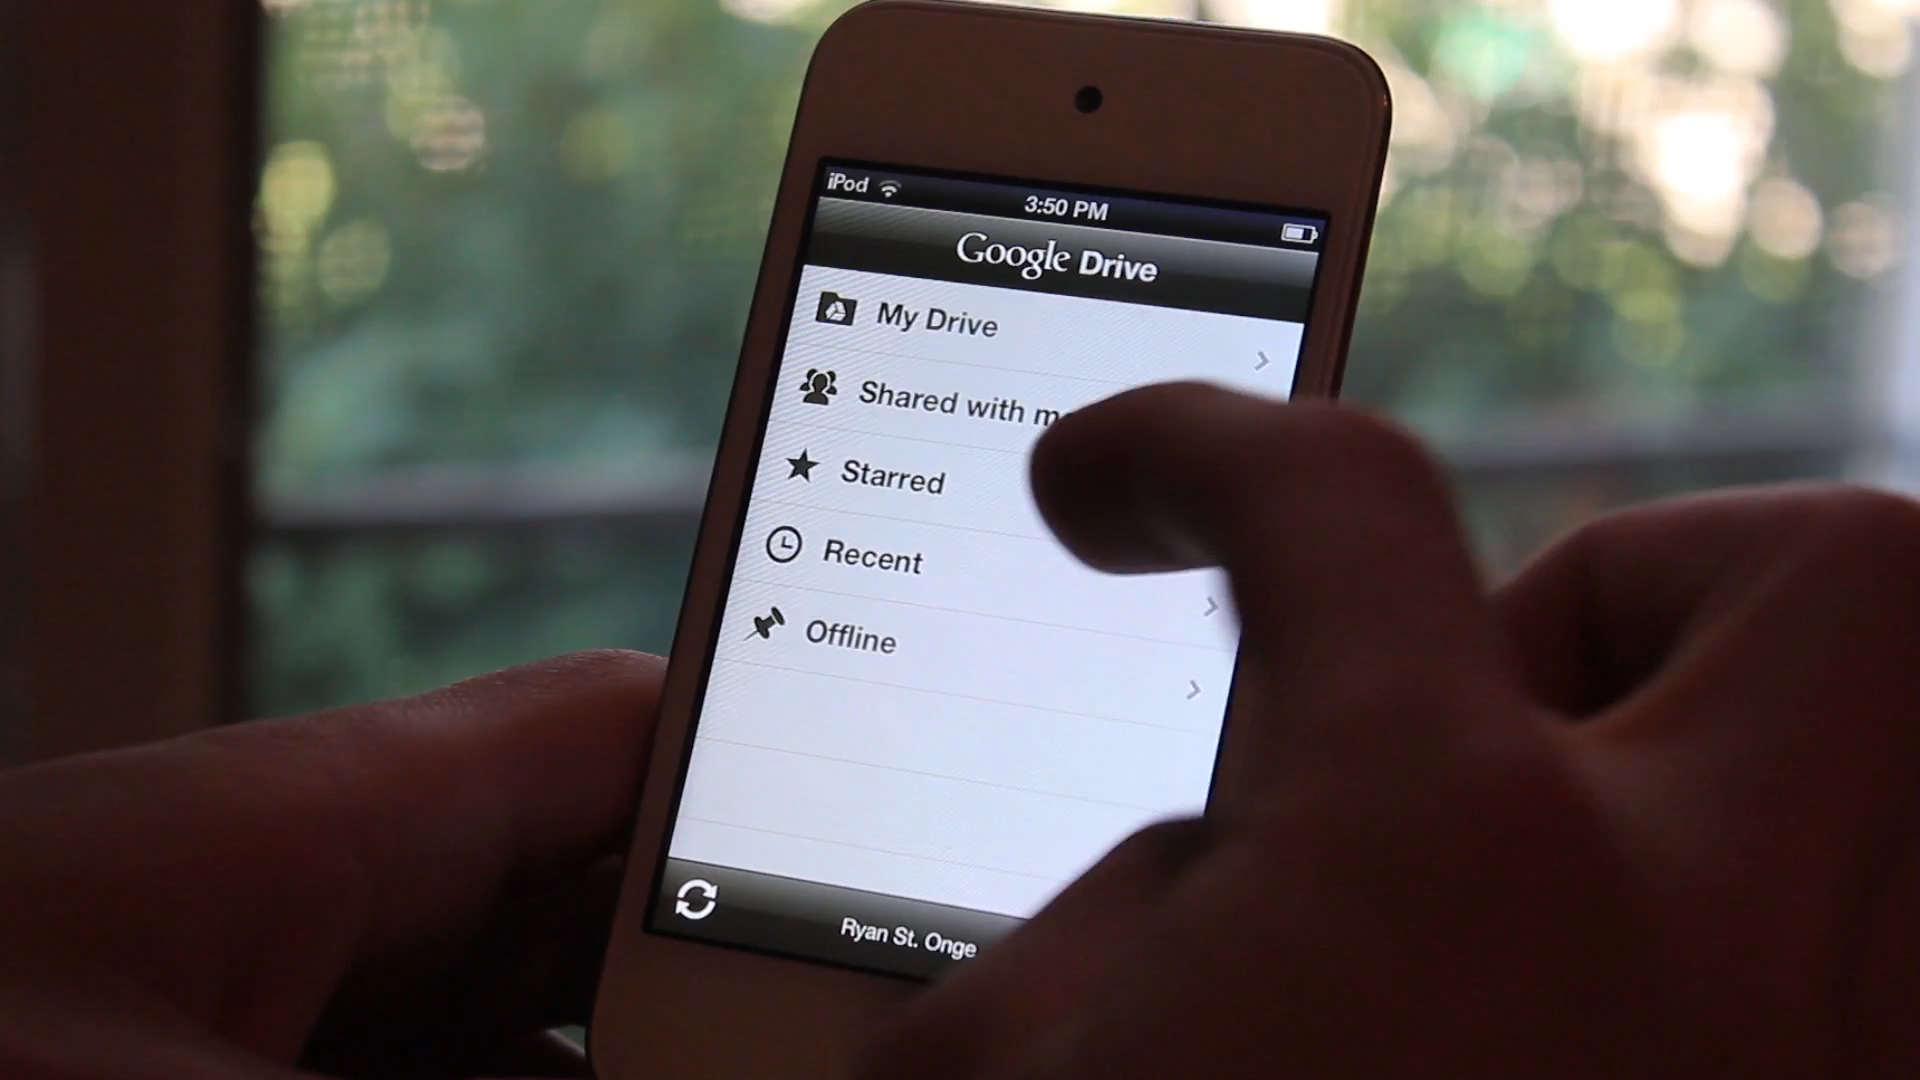 iPod
3:50 PM
Google Drive
My Drive
Shared with
Starred
Recent
Offline
Ryan St. Onge